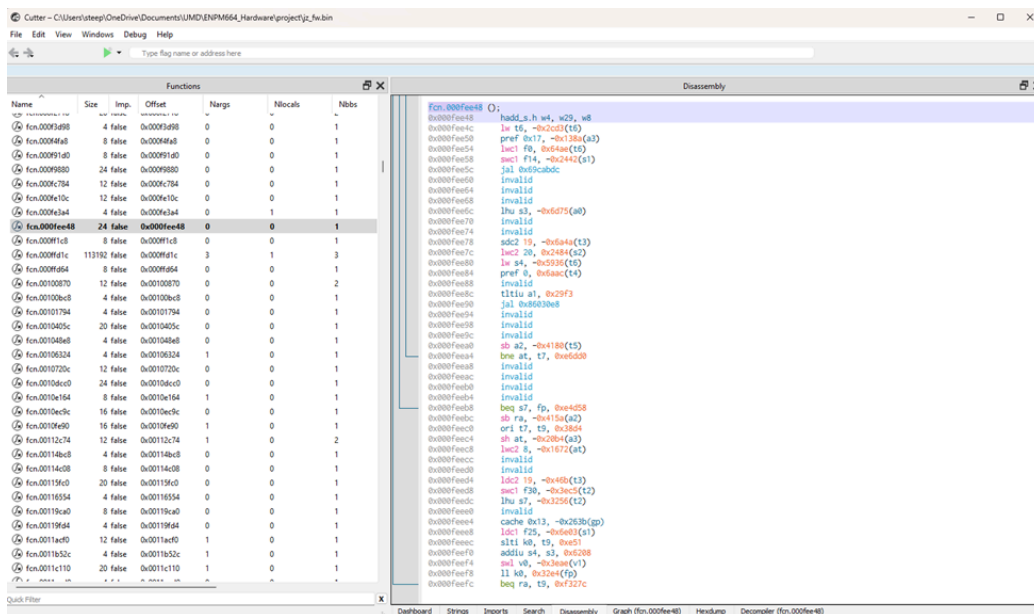 Cutter – C:\Users\steep\OneDrive\Documents\UMD\ENPM664_Hardware\project\jz_fw.bin
File Edit View Windows Debug Help
Type flag name or address here
Functions
Name Size Imp. Offset Nargs Nlocals Nbbs
fcn.000f3d98 4 false 0x000f3d98 0 0 1
fcn.000f4fa8 8 false 0x000f4fa8 0 0 1
fcn.000f91d0 8 false 0x000f91d0 0 0 1
fcn.000f9880 24 false 0x000f9880 0 0 1
fcn.000fc784 12 false 0x000fc784 0 0 1
fcn.000fe10c 12 false 0x000fe10c 0 0 1
fcn.000fe3a4 4 false 0x000fe3a4 0 1 1
fcn.000fee48 24 false 0x000fee48 0 0 1
fcn.000ff1c8 8 false 0x000ff1c8 0 0 1
fcn.000ffd1c 113192 false 0x000ffd1c 3 1 3
fcn.000ffd64 8 false 0x000ffd64 0 0 1
fcn.00100870 12 false 0x00100870 0 0 2
fcn.00100bc8 4 false 0x00100bc8 0 0 1
fcn.00101794 4 false 0x00101794 0 0 1
fcn.0010405c 20 false 0x0010405c 0 0 1
fcn.001048e8 4 false 0x001048e8 0 0 1
fcn.00106324 4 false 0x00106324 1 0 1
fcn.0010720c 12 false 0x0010720c 0 0 1
fcn.0010dcc0 24 false 0x0010dcc0 0 0 1
fcn.0010e164 8 false 0x0010e164 1 0 1
fcn.0010ec9c 16 false 0x0010ec9c 0 0 1
fcn.0010fe90 16 false 0x0010fe90 1 0 1
fcn.00112c74 12 false 0x00112c74 1 0 2
fcn.00114bc8 4 false 0x00114bc8 0 0 1
fcn.00114c08 8 false 0x00114c08 0 0 1
fcn.00115fc0 20 false 0x00115fc0 0 0 1
fcn.00116554 4 false 0x00116554 0 0 1
fcn.00119ca0 8 false 0x00119ca0 0 0 1
fcn.00119fd4 4 false 0x00119fd4 0 0 1
fcn.0011acf0 12 false 0x0011acf0 1 0 1
fcn.0011b52c 4 false 0x0011b52c 1 0 1
fcn.0011c110 20 false 0x0011c110 1 0 1
Quick Filter X
Disassembly
fcn.000fee48 ();
0x000fee48 hadd_s.h w4, w29, w8
0x000fee4c lw t6, -0x2cd3(t6)
0x000fee50 pref 0x17, -0x138a(a3)
0x000fee54 lwc1 f0, 0x64ae(t6)
0x000fee58 swc1 f14, -0x2442(s1)
0x000fee5c jal 0x69cabdc
0x000fee60 invalid
0x000fee64 invalid
0x000fee68 invalid
0x000fee6c lhu s3, -0x6d75(a0)
0x000fee70 invalid
0x000fee74 invalid
0x000fee78 sdc2 19, -0x6a4a(t3)
0x000fee7c lwc2 20, 0x2484(s2)
0x000fee80 lw s4, -0x5936(t6)
0x000fee84 pref 0, 0x6aac(t4)
0x000fee88 invalid
0x000fee8c tltiu a1, 0x29f3
0x000fee90 jal 0x86030e8
0x000fee94 invalid
0x000fee98 invalid
0x000fee9c invalid
0x000feea0 sb a2, -0x4180(t5)
0x000feea4 bne at, t7, 0xe6dd0
0x000feea8 invalid
0x000feeac invalid
0x000feeb0 invalid
0x000feeb4 invalid
0x000feeb8 beq s7, fp, 0xe4d58
0x000feebc sb ra, -0x415a(a2)
0x000feec0 ori t7, t9, 0x38d4
0x000feec4 sh at, -0x20b4(a3)
0x000feec8 lwc2 8, -0x1672(at)
0x000feecc invalid
0x000feed0 invalid
0x000feed4 ldc2 19, -0x46b(t3)
0x000feed8 swc1 f30, -0x3ec5(t2)
0x000feedc lhu s7, -0x3256(t2)
0x000feee0 invalid
0x000feee4 cache 0x13, -0x263b(gp)
0x000feee8 ldc1 f25, -0x6e03(s1)
0x000feeec slti k0, t9, 0xe51
0x000feef0 addiu s4, s3, 0x6208
0x000feef4 swl v0, -0x3eae(v1)
0x000feef8 ll k0, 0x32e4(fp)
0x000feefc beq ra, t9, 0xf327c
Dashboard Strings Imports Search Disassembly Graph (fcn.000fee48) Hexdump Decompiler (fcn.000fee48)